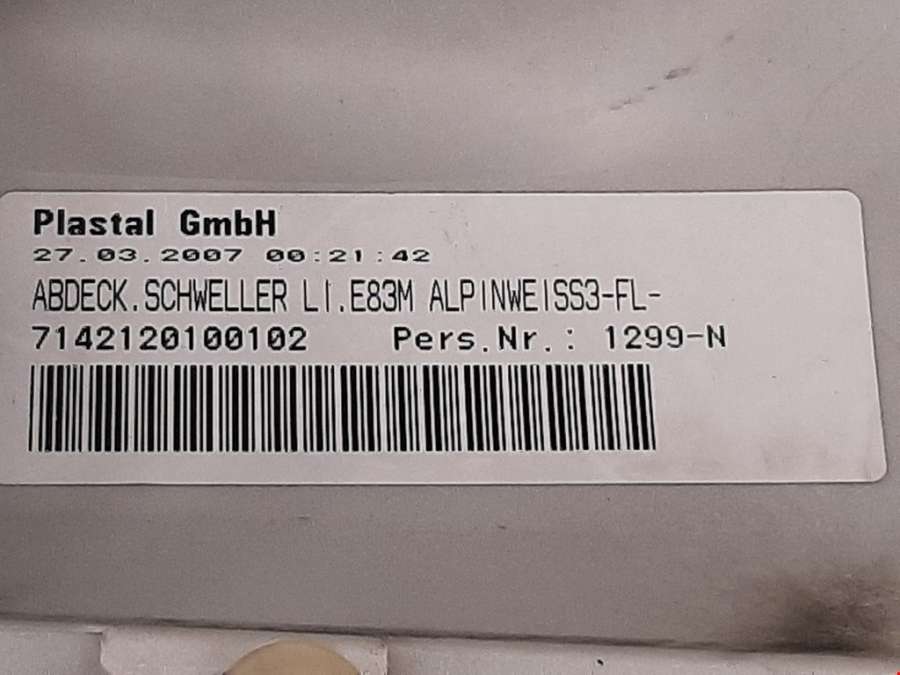 Plastal GmbH
27.03.2007 00:21:42
ABDECK.SCHWELLER LI.E83M ALPINWEISS3-FL-
7142120100102 Pers.Nr.: 1299-N